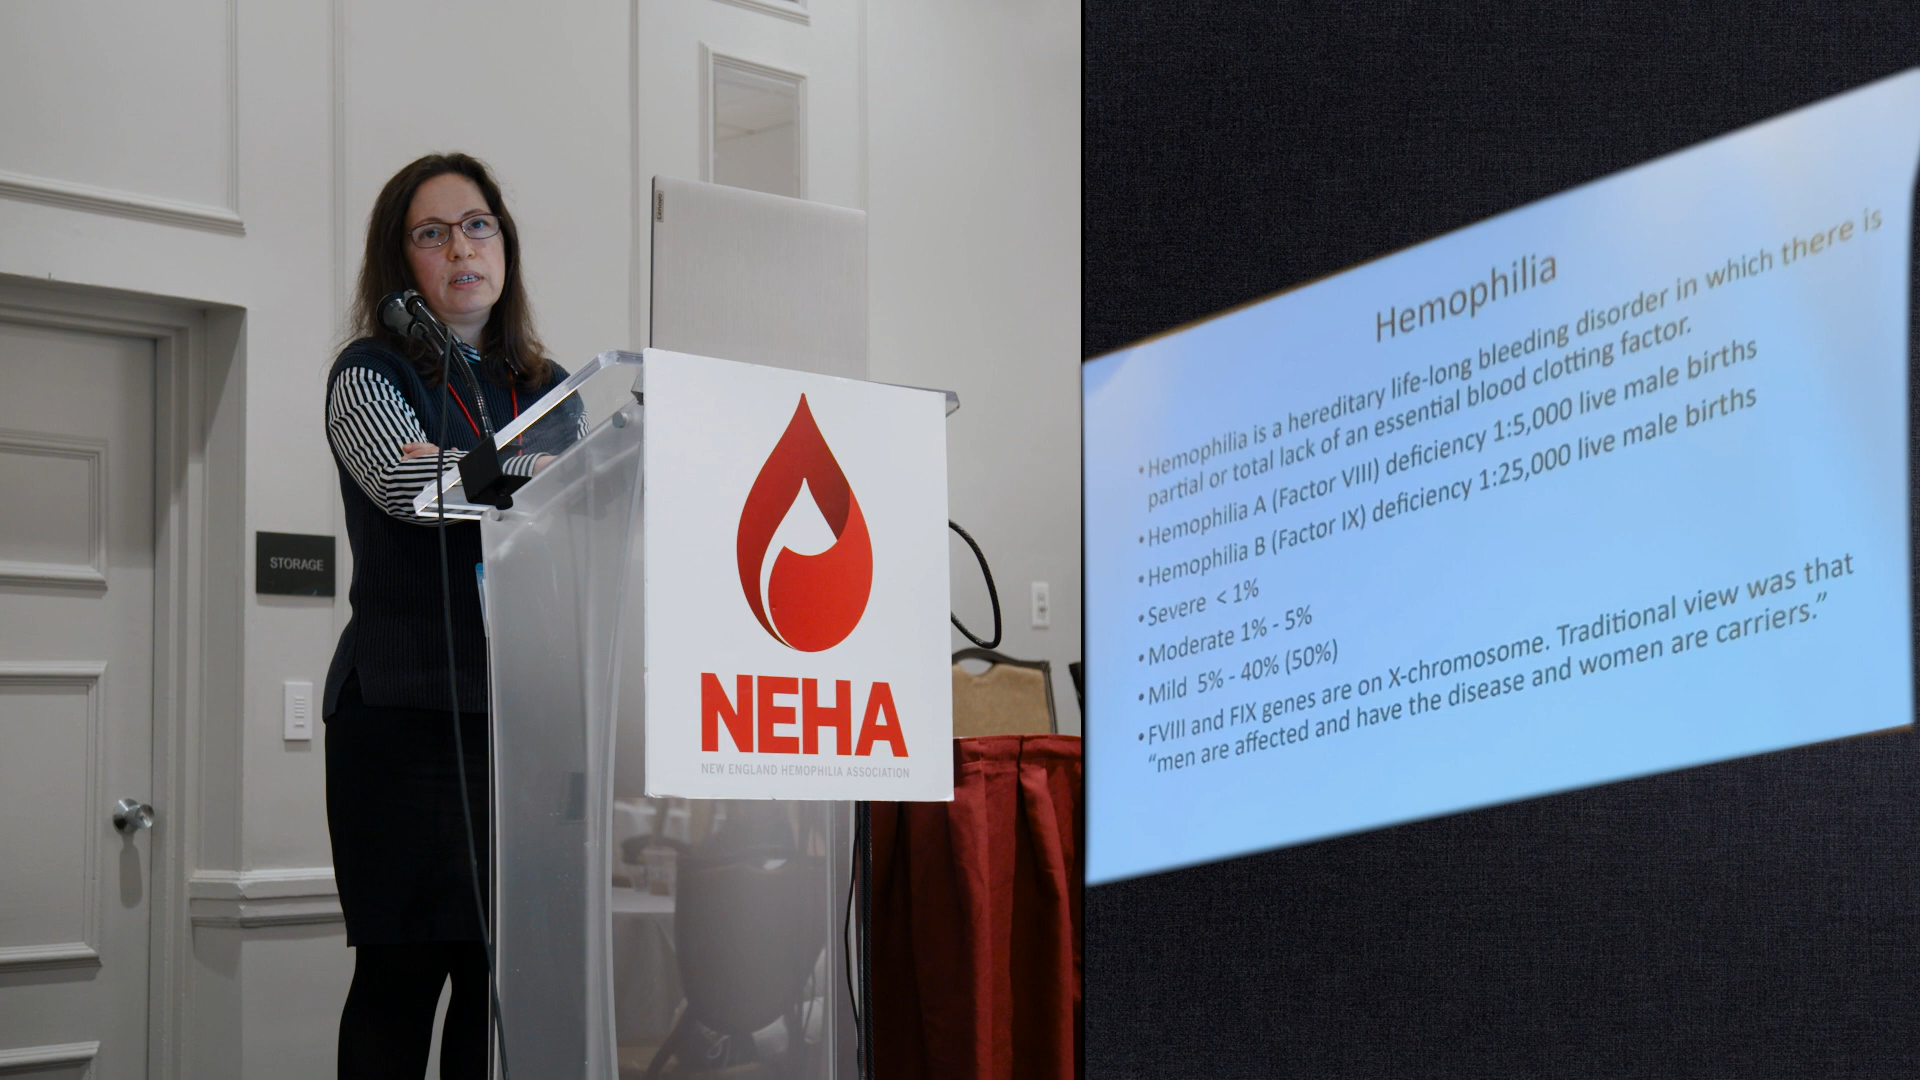 Lenovo
STORAGE
NEHA
NEW ENGLAND HEMOPHILIA ASSOCIATION
Hemophilia
•Hemophilia is a hereditary life-long bleeding disorder in which there is
partial or total lack of an essential blood clotting factor.
•Hemophilia A (Factor VIII) deficiency 1:5,000 live male births
•Hemophilia B (Factor IX) deficiency 1:25,000 live male births
•Severe < 1%
•Moderate 1% - 5%
•Mild 5% - 40% (50%)
•FVIII and FIX genes are on X-chromosome. Traditional view was that
“men are affected and have the disease and women are carriers.”